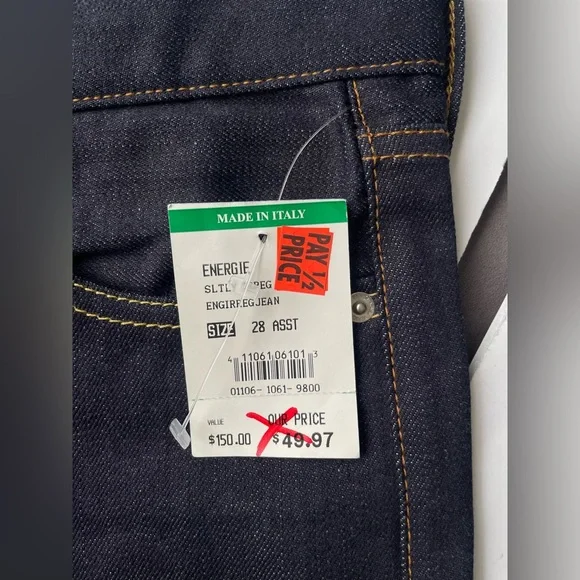 MADE IN ITALY
PAY 1/2
PRICE
ENERGIE
REG
ENGIRREGJEAN
SIZE 28 ASST
4 11061 06101 3
01106-1061-9800
VALUE OUR PRICE
$150.00 $49.97